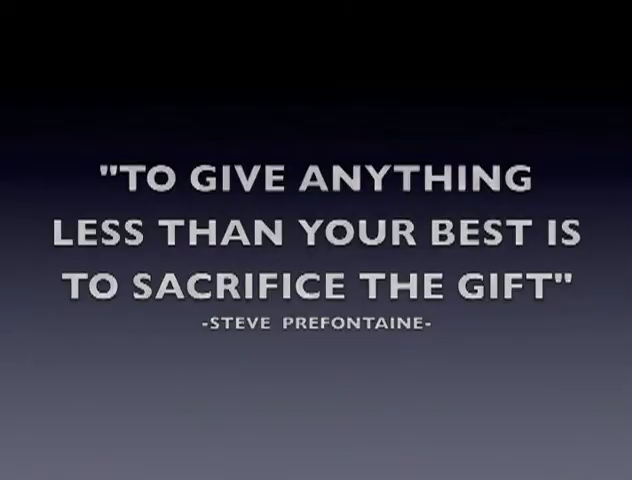 "TO GIVE ANYTHING
LESS THAN YOUR BEST IS
TO SACRIFICE THE GIFT"
-STEVE PREFONTAINE-